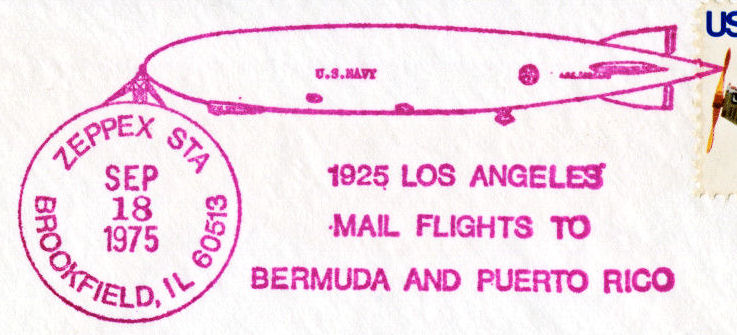 US
U.S.NAVY
ZEPPEX STA
SEP
18
1975
BROOKFIELD, IL 60513
1925 LOS ANGELES
MAIL FLIGHTS TO
BERMUDA AND PUERTO RICO